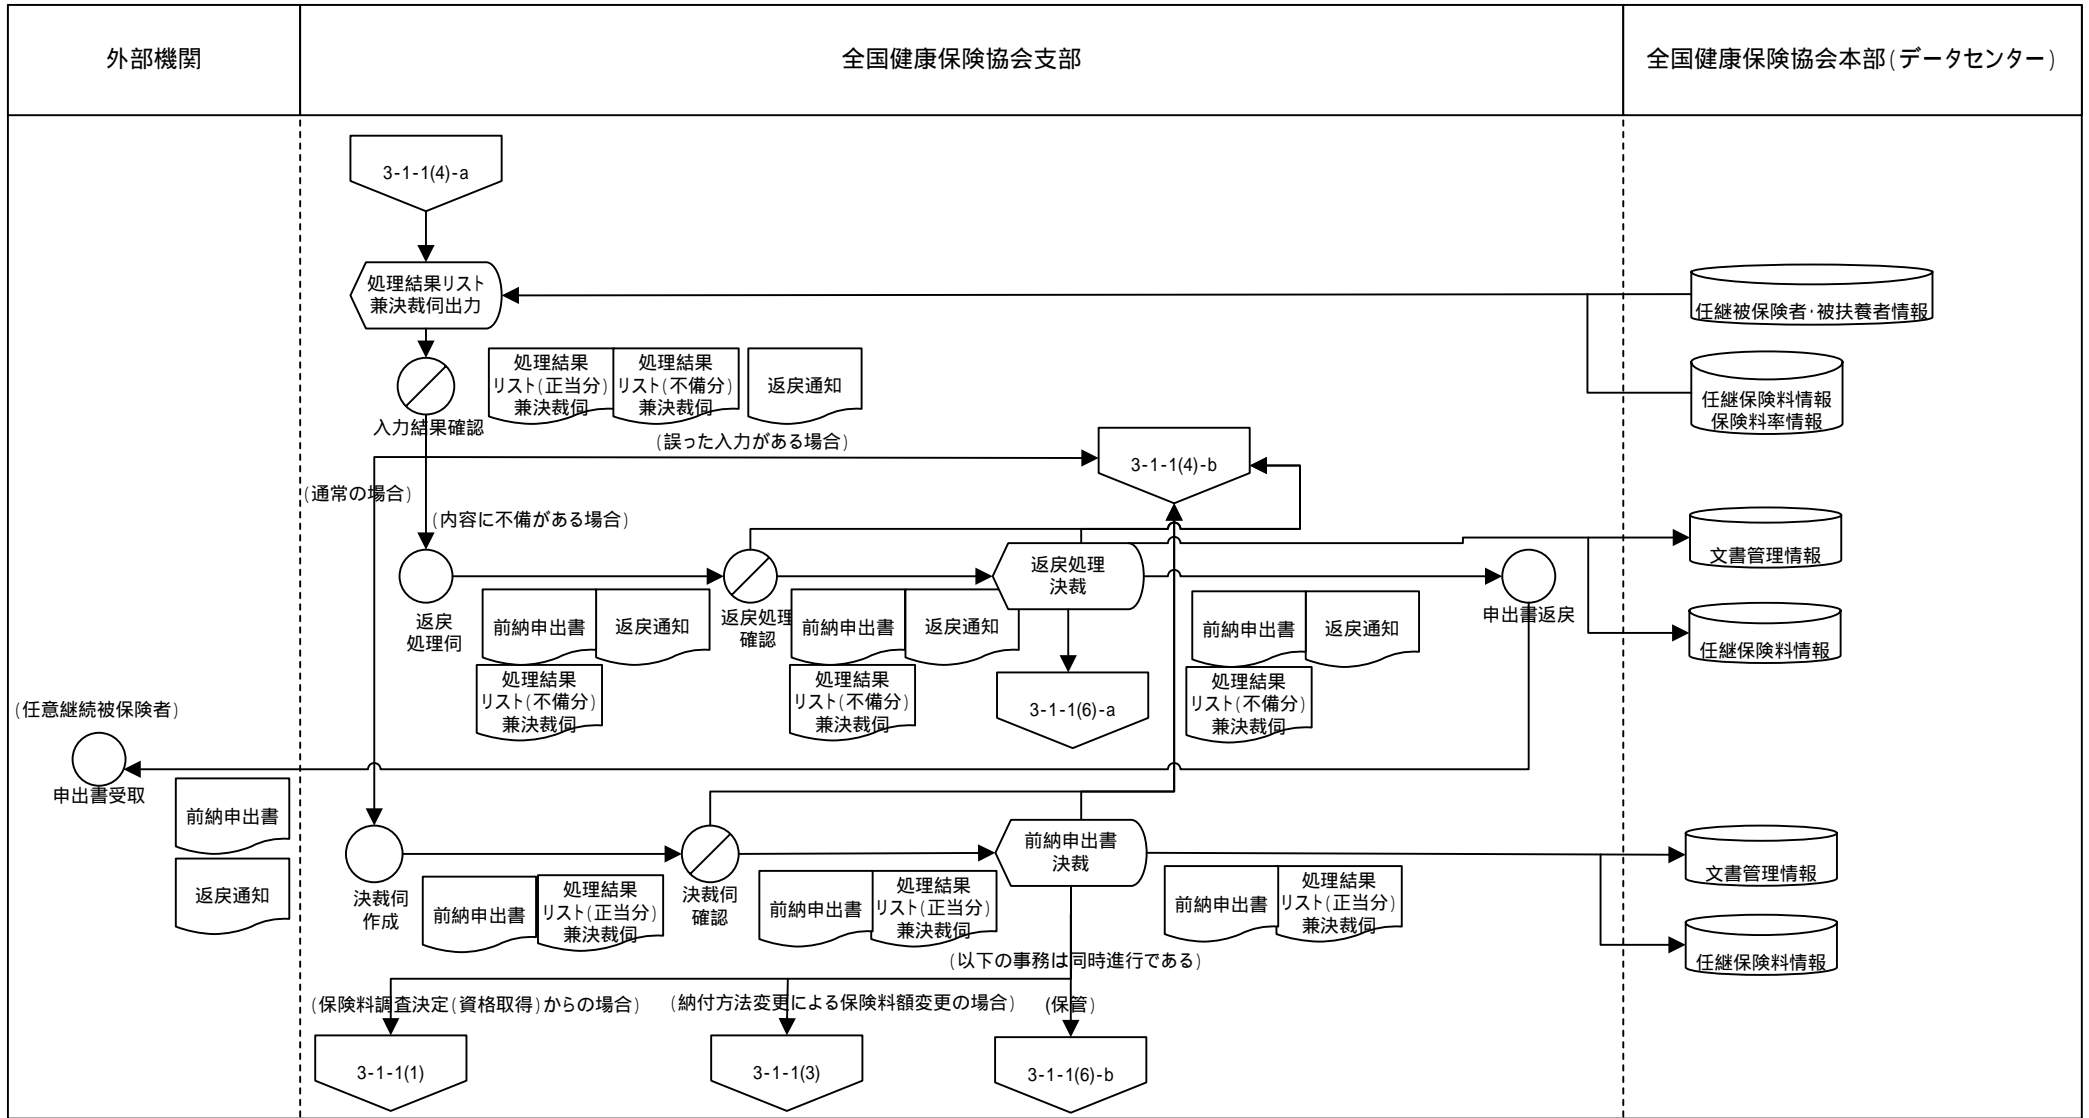 外部機関
全国健康保険協会支部
全国健康保険協会本部(データセンター)
3-1-1(4)-a
処理結果リスト
兼決裁伺出力
任継被保険者・被扶養者情報
処理結果
リスト(正当分)
兼決裁伺
処理結果
リスト(不備分)
兼決裁伺
返戻通知
任継保険料情報
保険料率情報
入力結果確認
(誤った入力がある場合)
3-1-1(4)-b
(通常の場合)
(内容に不備がある場合)
文書管理情報
返戻処理
決裁
返戻
処理伺
前納申出書
返戻通知
返戻処理
確認
前納申出書
返戻通知
前納申出書
返戻通知
申出書返戻
任継保険料情報
処理結果
リスト(不備分)
兼決裁伺
処理結果
リスト(不備分)
兼決裁伺
3-1-1(6)-a
処理結果
リスト(不備分)
兼決裁伺
(任意継続被保険者)
申出書受取
前納申出書
返戻通知
前納申出書
決裁
文書管理情報
決裁伺
作成
前納申出書
処理結果
リスト(正当分)
兼決裁伺
決裁伺
確認
前納申出書
処理結果
リスト(正当分)
兼決裁伺
前納申出書
処理結果
リスト(正当分)
兼決裁伺
任継保険料情報
(以下の事務は同時進行である)
(保険料調査決定(資格取得)からの場合)
(納付方法変更による保険料額変更の場合)
(保管)
3-1-1(1)
3-1-1(3)
3-1-1(6)-b